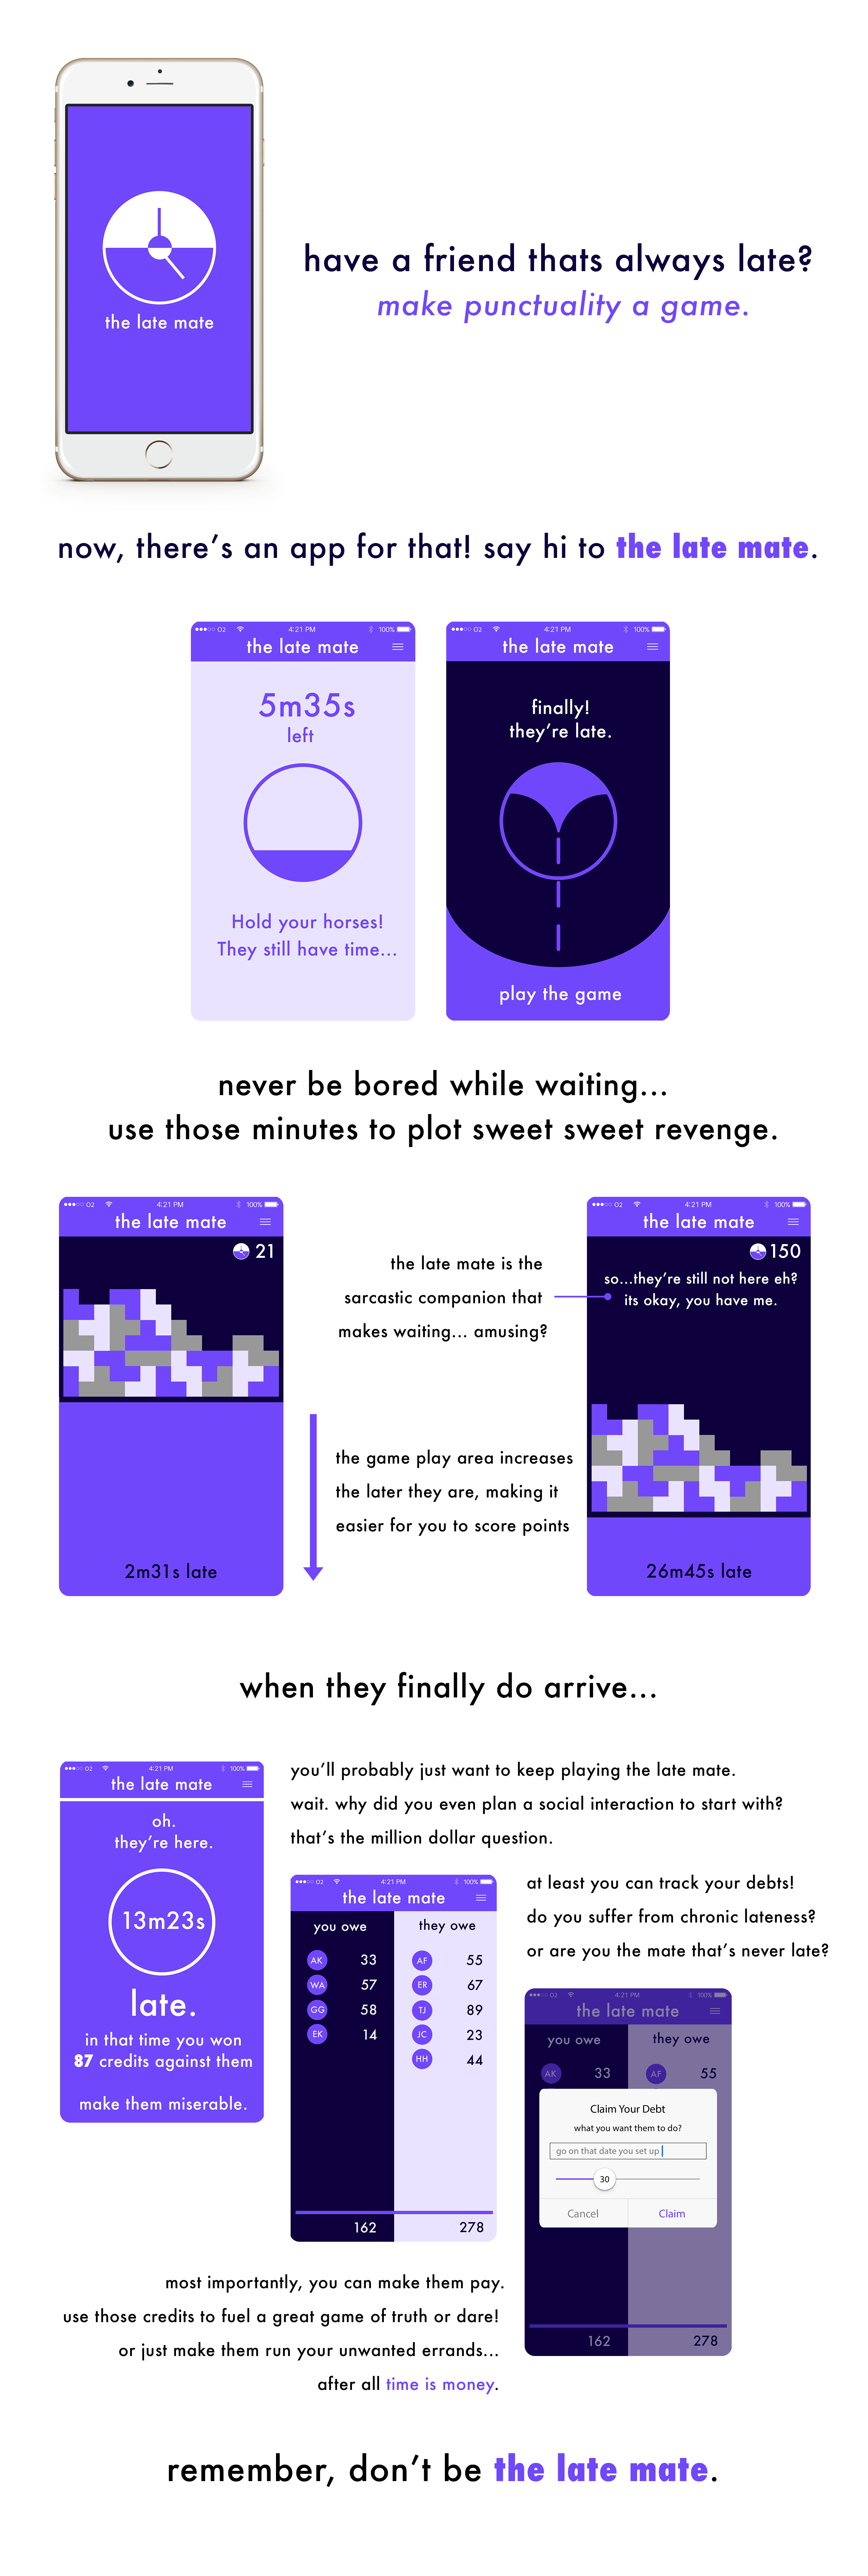 the late mate
have a friend thats always late?
make punctuality a game.
now, there's an app for that! say hi to the late mate.
O2 4:21 PM 100%
the late mate
5m35s
left
Hold your horses!
They still have time...
O2 4:21 PM 100%
the late mate
finally!
they're late.
play the game
never be bored while waiting...
use those minutes to plot sweet sweet revenge.
O2 4:21 PM 100%
the late mate
21
2m31s late
the late mate is the
sarcastic companion that
makes waiting... amusing?
the game play area increases
the later they are, making it
easier for you to score points
O2 4:21 PM 100%
the late mate
150
so...they're still not here eh?
its okay, you have me.
26m45s late
when they finally do arrive...
O2 4:21 PM 100%
the late mate
oh.
they're here.
13m23s
late.
in that time you won
87 credits against them
make them miserable.
you'll probably just want to keep playing the late mate.
wait. why did you even plan a social interaction to start with?
that's the million dollar question.
O2 4:21 PM 100%
the late mate
you owe they owe
AK 33 AF 55
WA 57 ER 67
GG 58 TJ 89
EK 14 JC 23
HH 44
162 278
at least you can track your debts!
do you suffer from chronic lateness?
or are you the mate that's never late?
O2 4:21 PM 100%
the late mate
you owe they owe
AK 33 AF 55
Claim Your Debt
what you want them to do?
go on that date you set up
30
Cancel Claim
162 278
most importantly, you can make them pay.
use those credits to fuel a great game of truth or dare!
or just make them run your unwanted errands...
after all time is money.
remember, don't be the late mate.